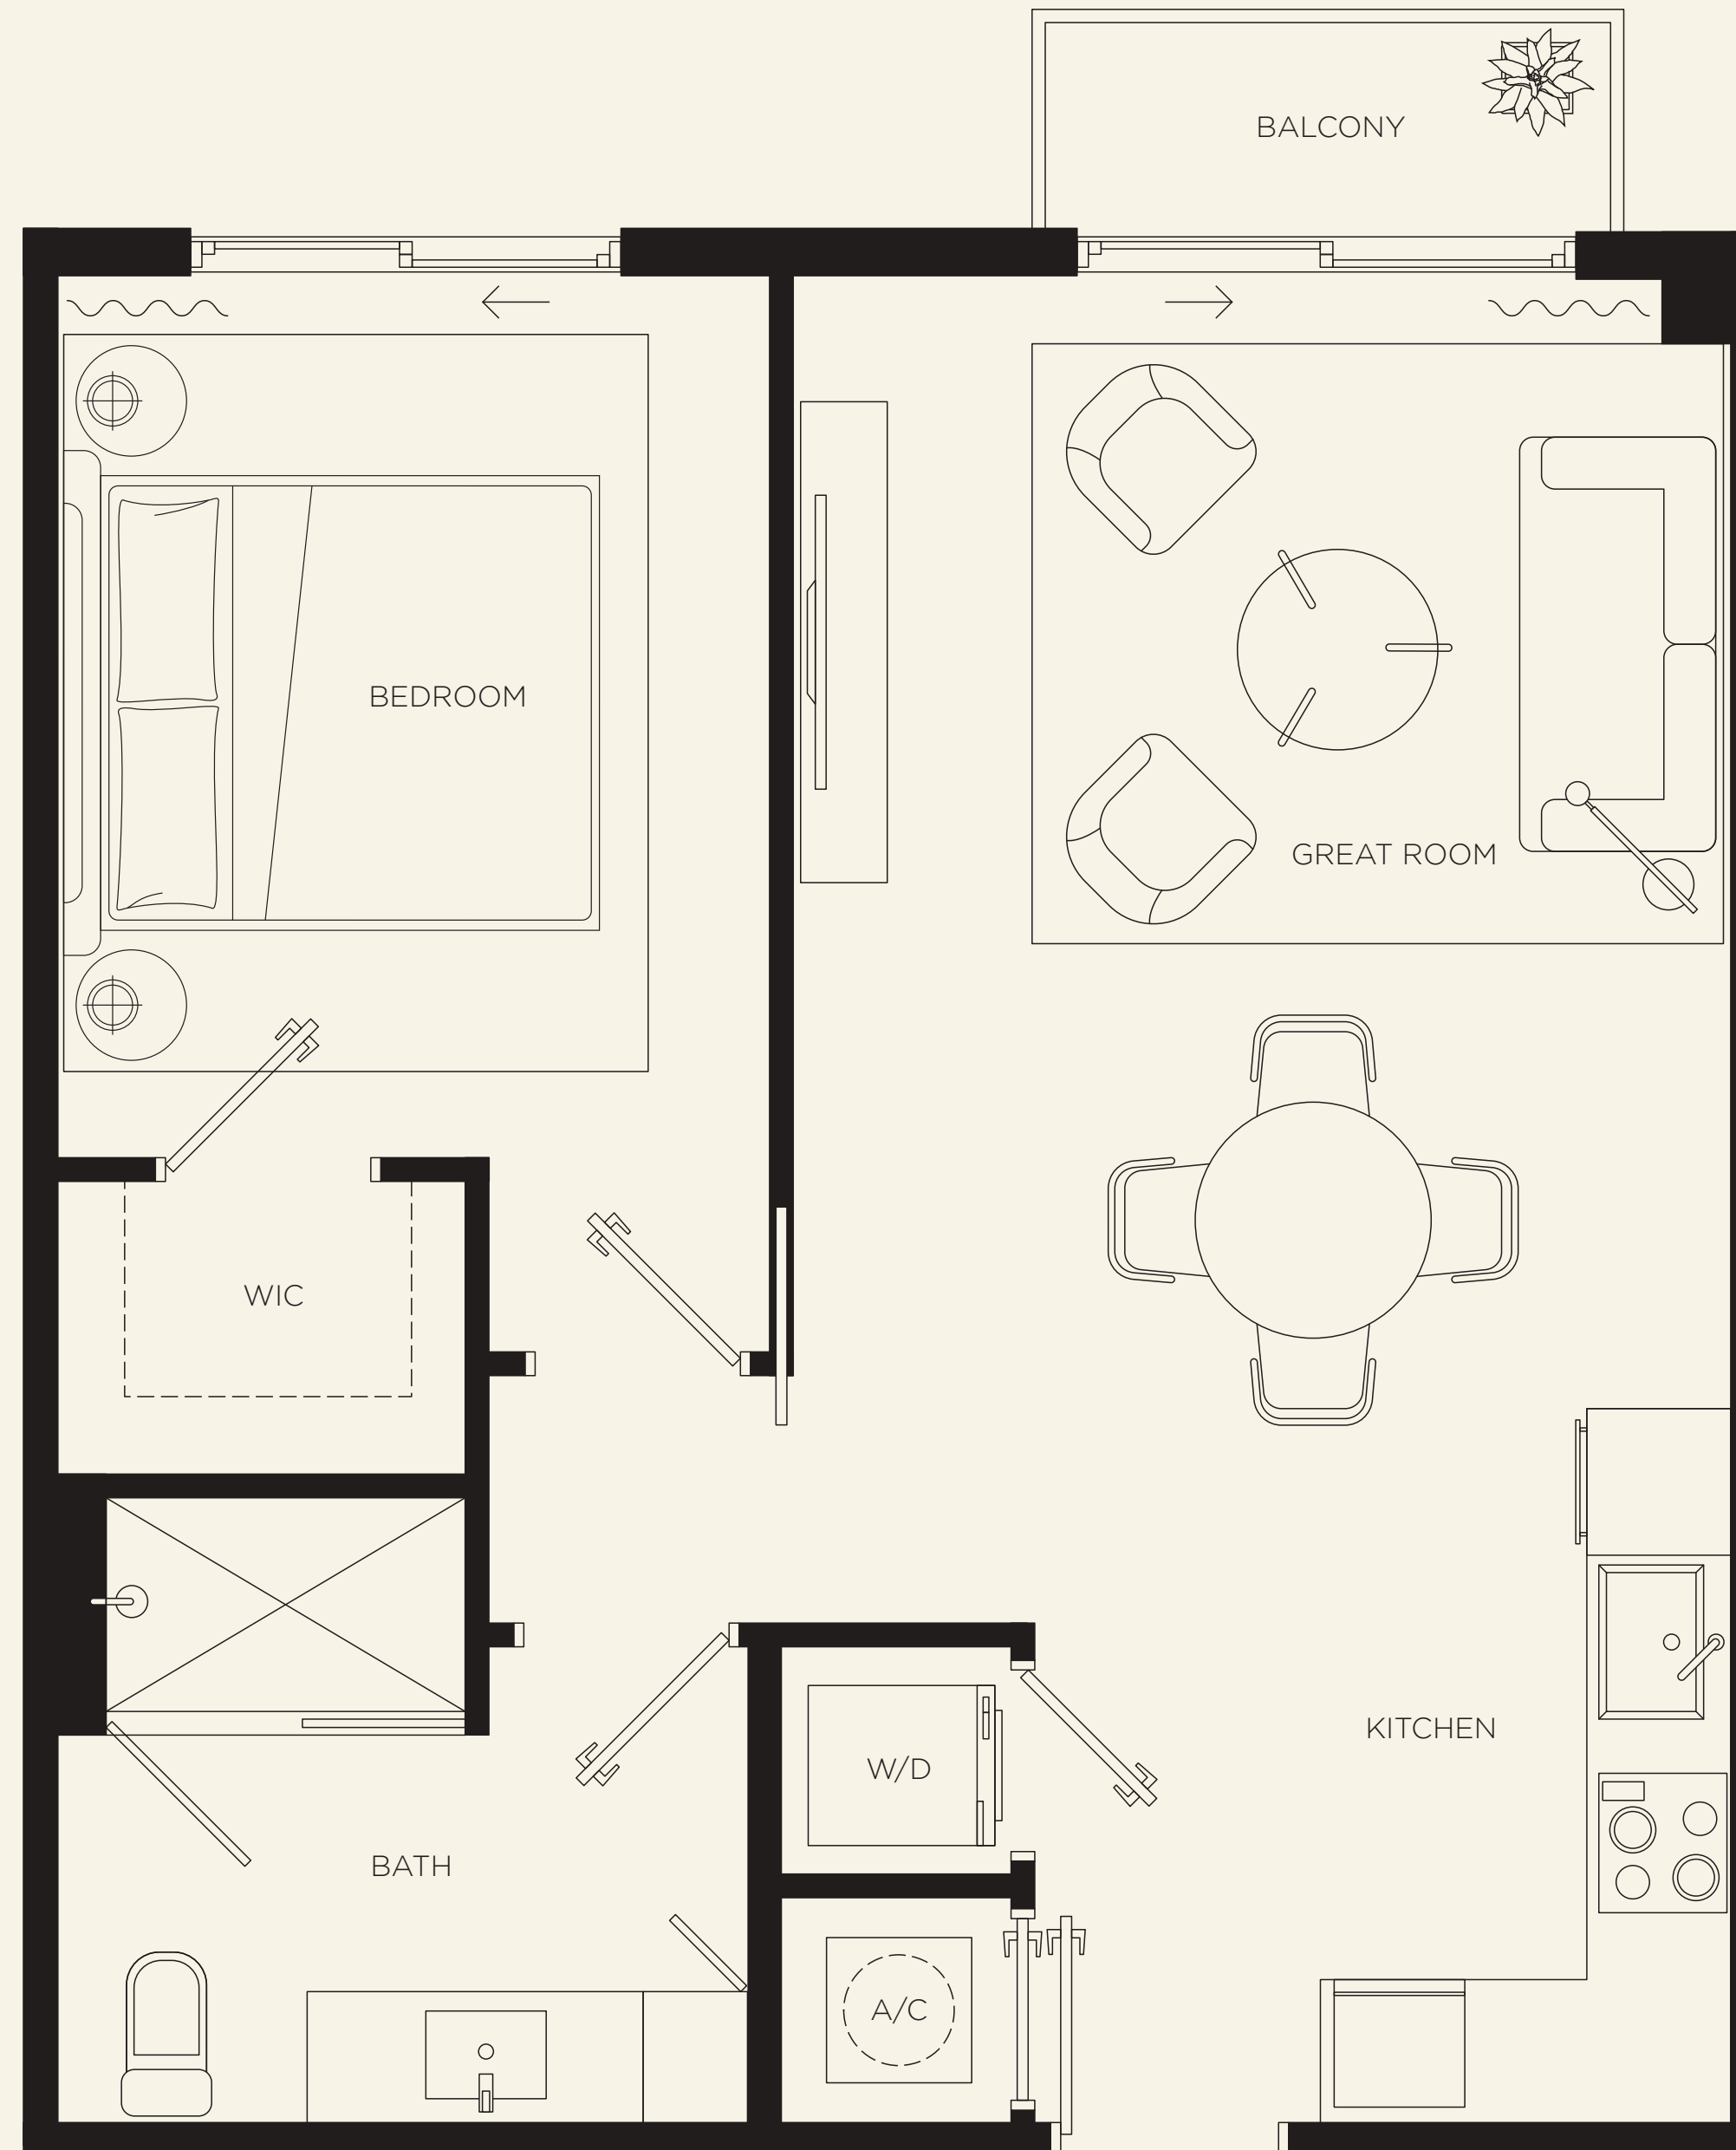 BALCONY
BEDROOM
GREAT ROOM
WIC
KITCHEN
W/D
BATH
A/C